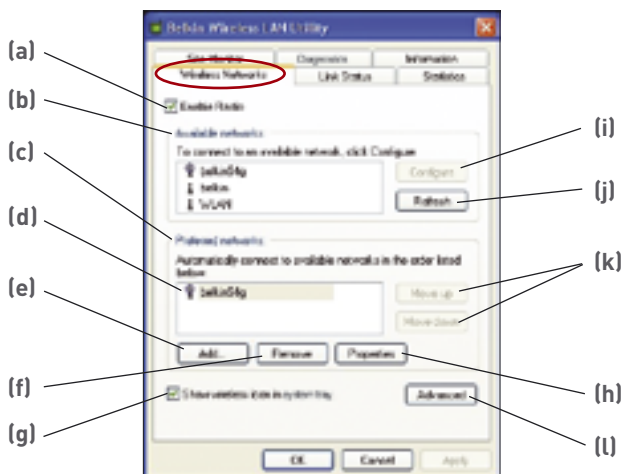 Belkin Wireless LAN Utility
Site Monitor Diagnostics Information
Wireless Networks Link Status Statistics
(a)
Enable Radio
(b)
Available networks
(i)
To connect to an available network, click Configure
(c)
belkin54g Configure
belkin
(j)
WLAN Refresh
(d)
Preferred networks
(k)
Automatically connect to available networks in the order listed
below
belkin54g Move up
(e)
Move down
Add... Remove Properties
(f)
(h)
Show wireless icon in system tray Advanced
(g)
(l)
OK Cancel Apply